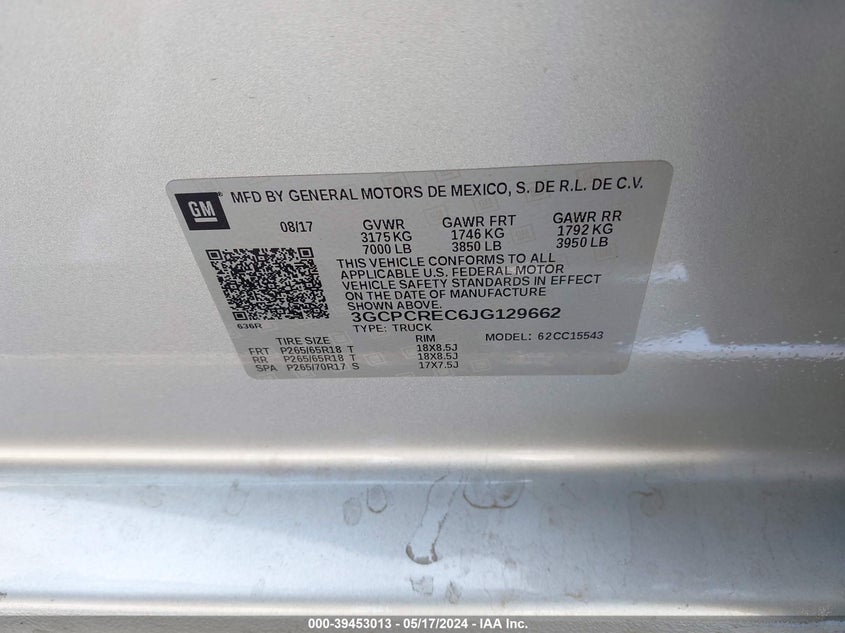 GM
MFD BY GENERAL MOTORS DE MEXICO, S. DE R.L. DE C.V.
08/17 GVWR GAWR FRT GAWR RR
3175 KG 1746 KG 1792 KG
7000 LB 3850 LB 3950 LB
THIS VEHICLE CONFORMS TO ALL
APPLICABLE U.S. FEDERAL MOTOR
VEHICLE SAFETY STANDARDS IN EFFECT
ON THE DATE OF MANUFACTURE
SHOWN ABOVE.
636R
3GCPCREC6JG129662
TYPE: TRUCK MODEL: 62CC15543
TIRE SIZE RIM
FRT P265/65R18 T 18X8.5J
RR P265/65R18 T 18X8.5J
SPA P265/70R17 S 17X7.5J
000-39453013 - 05/17/2024 - IAA Inc.